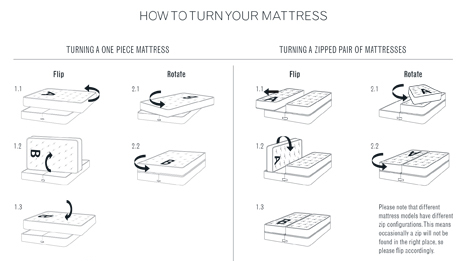 HOW TO TURN YOUR MATTRESS
TURNING A ONE PIECE MATTRESS
TURNING A ZIPPED PAIR OF MATTRESSES
Flip
Rotate
Flip
Rotate
1.1
2.1
1.1
2.1
A
A
A
A
1.2
2.2
1.2
2.2
B
B
A
1.3
1.3
Please note that different
mattress models have different
zip configurations. This means
occasionally a zip will not be
found in the right place, so
please flip accordingly.